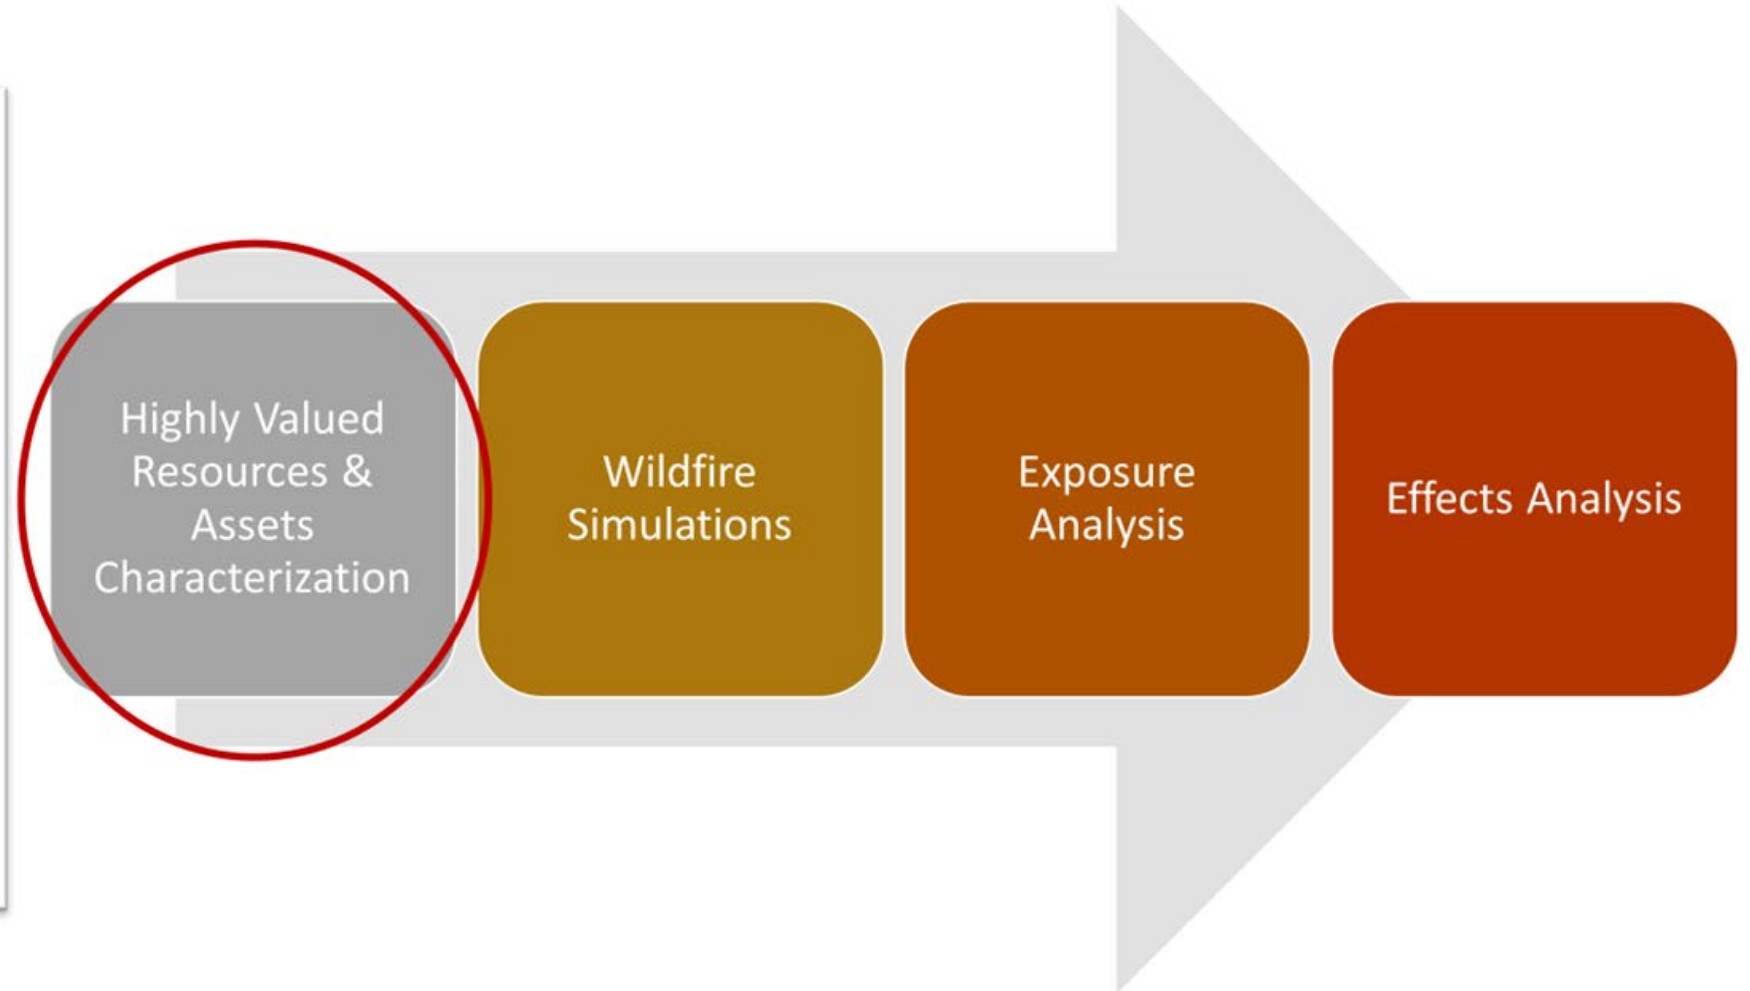 Highly Valued
Resources &
Assets
Characterization
Wildfire
Simulations
Exposure
Analysis
Effects Analysis